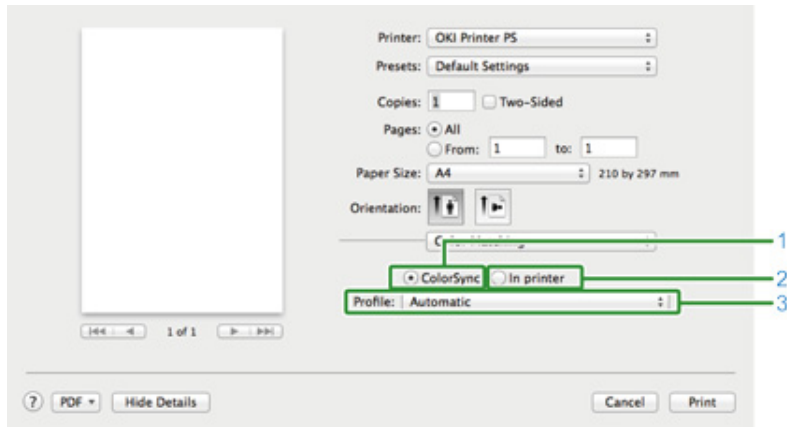 Printer: OKI Printer PS
Presets: Default Settings
Copies: 1 Two-Sided
Pages: All
From: 1 to: 1
Paper Size: A4 210 by 297 mm
Orientation:
1
ColorSync In printer
2
Profile: Automatic
3
1 of 1
? PDF Hide Details Cancel Print